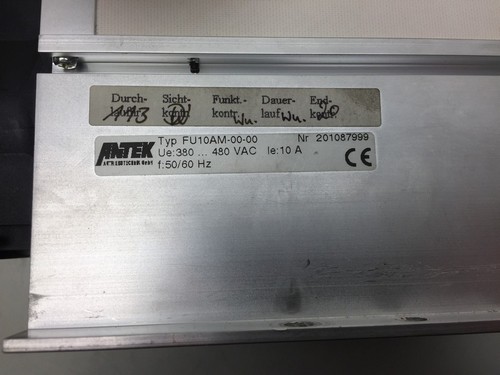 Durch- Sicht- Funkt.- Dauer- End-
laufnr. kontr. kontr. Wu. lauf Wu. kontr.
ANTEK Typ FU10AM-00-00 Nr 201087999
Ue:380 ... 480 VAC Ie:10 A CE
f:50/60 Hz